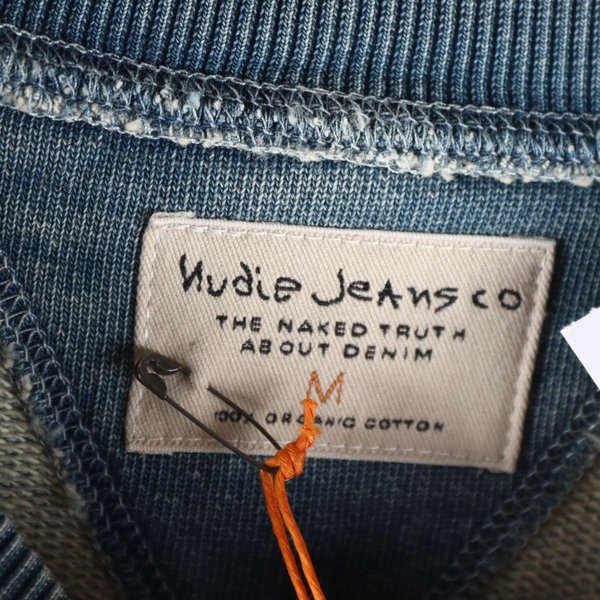 Nudie Jeans co
THE NAKED TRUTH
ABOUT DENIM
M
100% ORGANIC COTTON